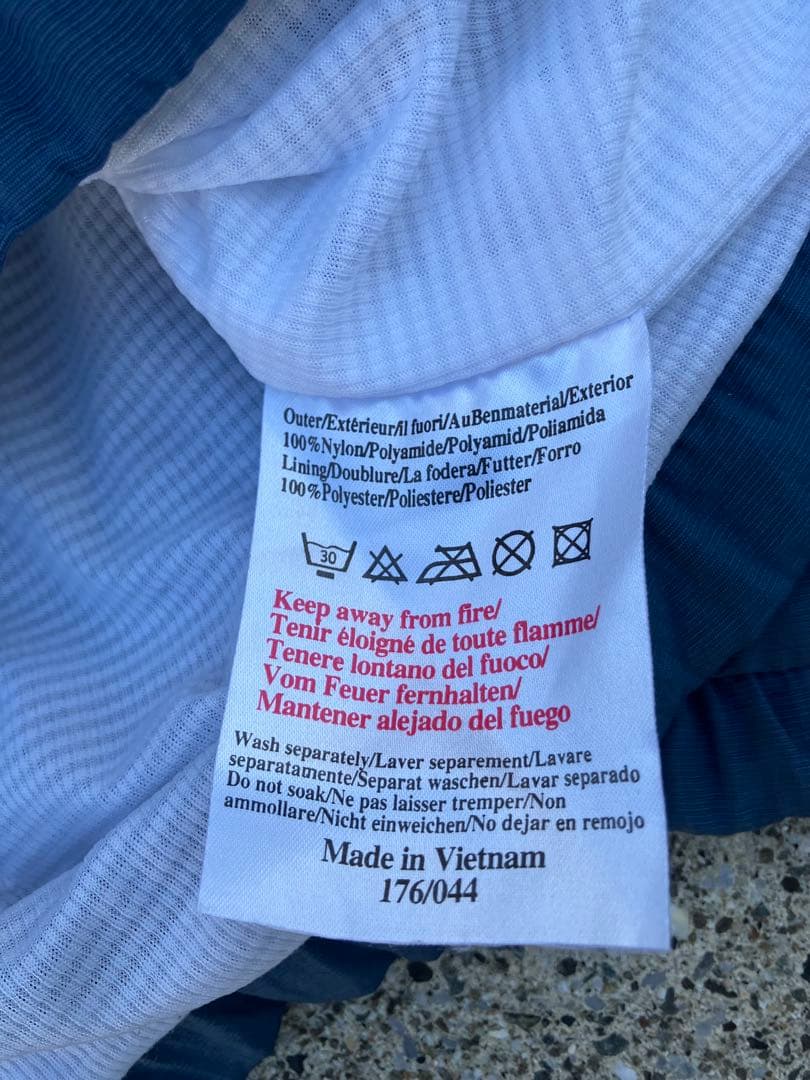 Outer/Extérieur/il fuori/AuBenmaterial/Exterior
100%Nylon/Polyamide/Polyamid/Poliamida
Lining/Doublure/La fodera/Futter/Forro
100%Polyester/Poliestere/Poliester
30
Keep away from fire/
Tenir éloigné de toute flamme/
Tenere lontano del fuoco/
Vom Feuer fernhalten/
Mantener alejado del fuego
Wash separately/Laver separement/Lavare
separatamente/Separat waschen/Lavar separado
Do not soak/Ne pas laisser tremper/Non
ammollare/Nicht einweichen/No dejar en remojo
Made in Vietnam
176/044